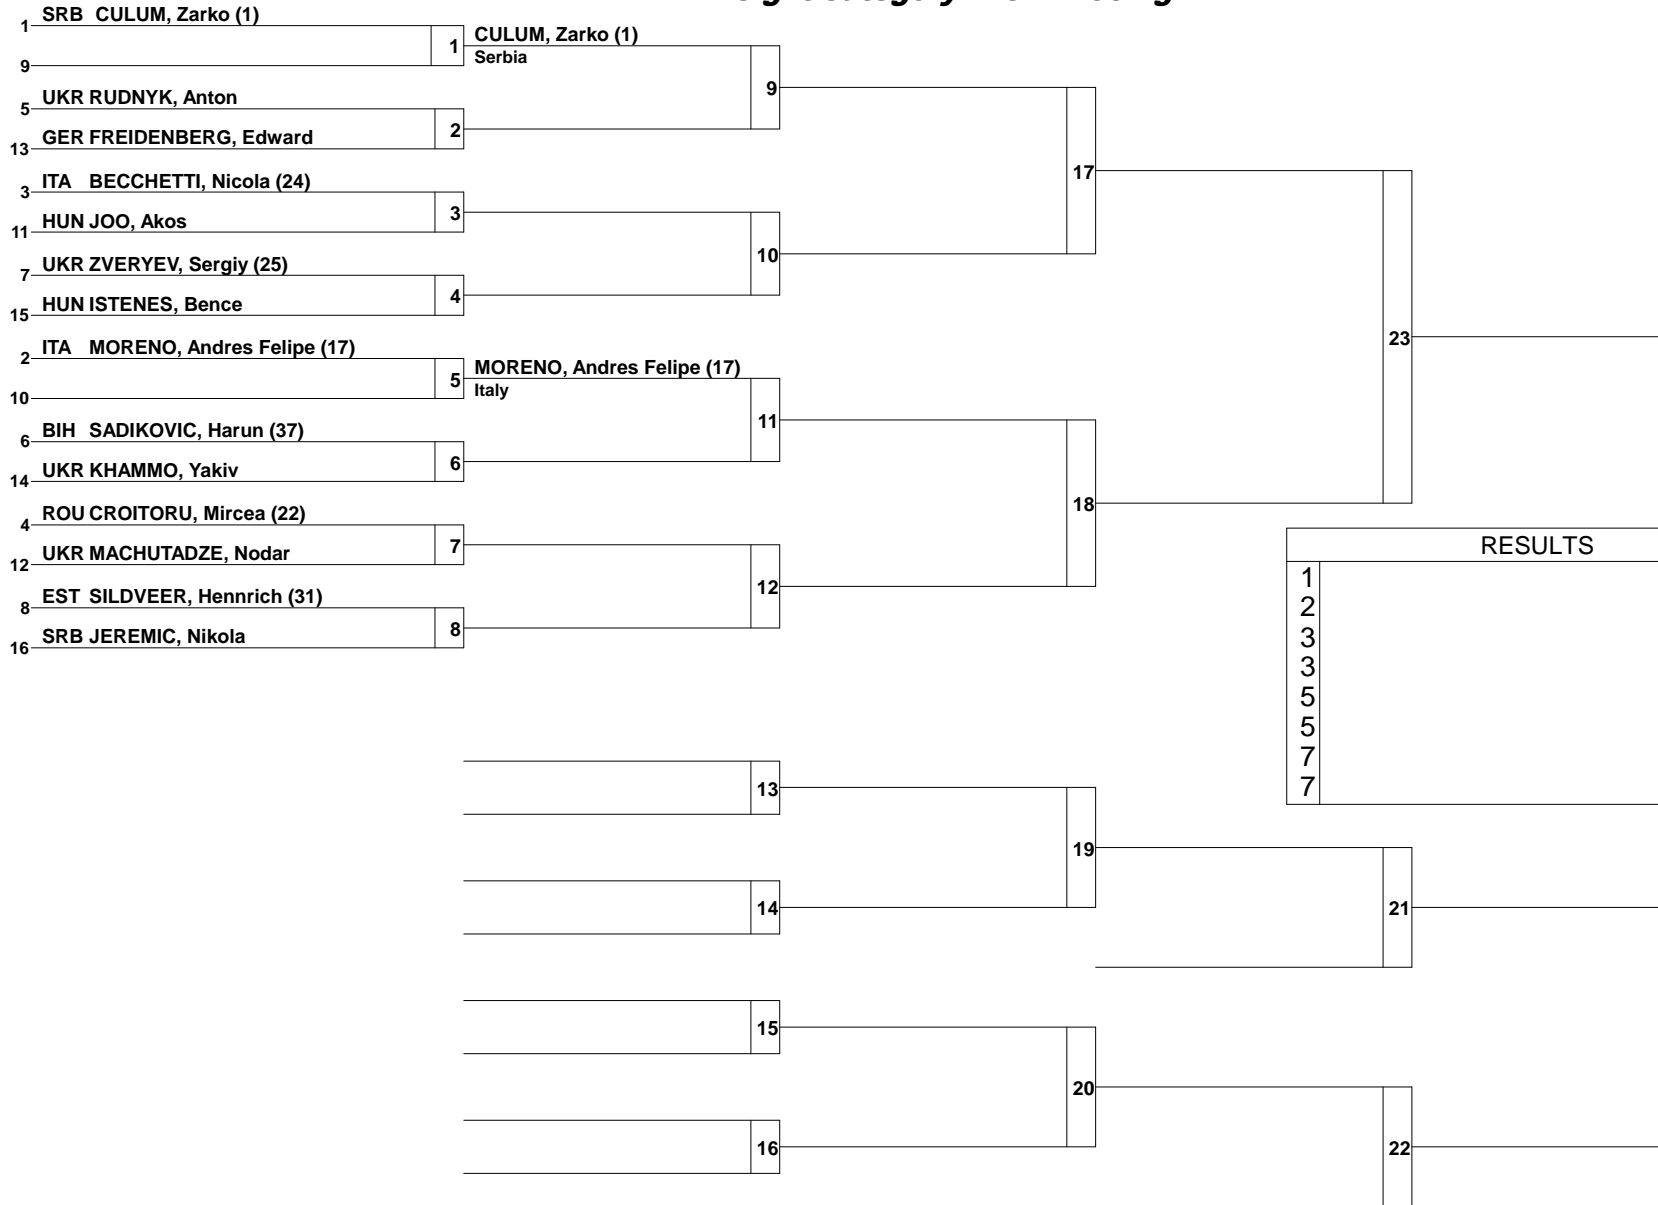 SRB CULUM, Zarko (1)
1
9
1
CULUM, Zarko (1)
Serbia
UKR RUDNYK, Anton
5
GER FREIDENBERG, Edward
13
2
9
ITA BECCHETTI, Nicola (24)
3
HUN JOO, Akos
11
3
UKR ZVERYEV, Sergiy (25)
7
HUN ISTENES, Bence
15
4
10
17
ITA MORENO, Andres Felipe (17)
2
10
5
MORENO, Andres Felipe (17)
Italy
BIH SADIKOVIC, Harun (37)
6
UKR KHAMMO, Yakiv
14
6
11
ROU CROITORU, Mircea (22)
4
UKR MACHUTADZE, Nodar
12
7
EST SILDVEER, Hennrich (31)
8
SRB JEREMIC, Nikola
16
8
12
18
23
RESULTS
1
2
3
3
5
5
7
7
13
14
19
21
15
16
20
22